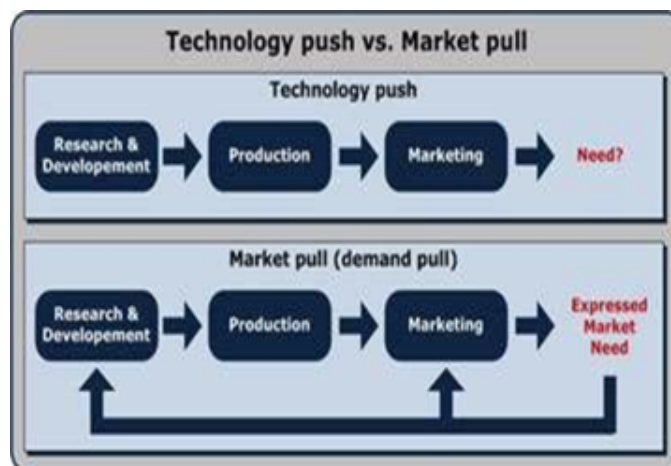 Technology push vs. Market pull
Technology push
Research &
Developement
Production
Marketing
Need?
Market pull (demand pull)
Research &
Developement
Production
Marketing
Expressed
Market
Need